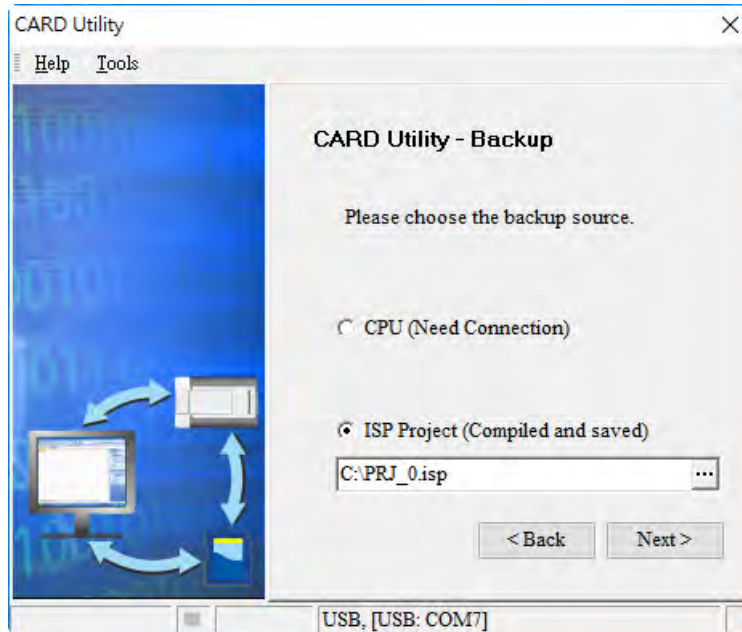 CARD Utility
Help Tools
CARD Utility - Backup
Please choose the backup source.
CPU (Need Connection)
ISP Project (Compiled and saved)
C:\PRJ_0.isp ...
< Back Next >
USB, [USB: COM7]